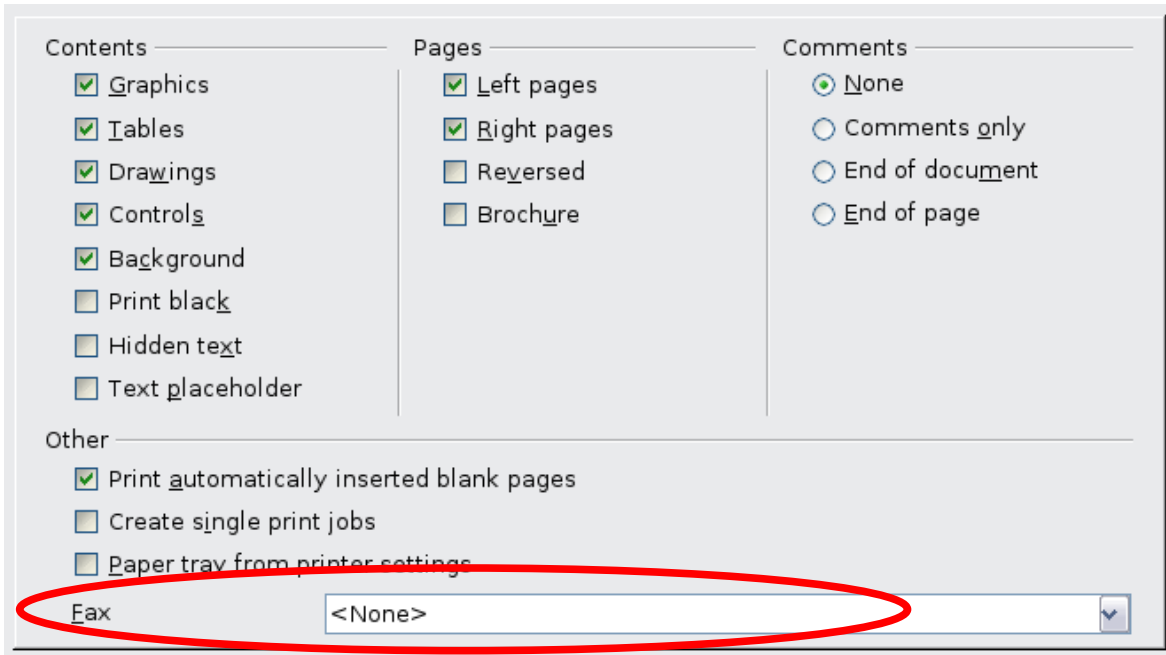 Contents
Graphics
Tables
Drawings
Controls
Background
Print black
Hidden text
Text placeholder
Pages
Left pages
Right pages
Reversed
Brochure
Comments
None
Comments only
End of document
End of page
Other
Print automatically inserted blank pages
Create single print jobs
Paper tray from printer settings
Fax <None>